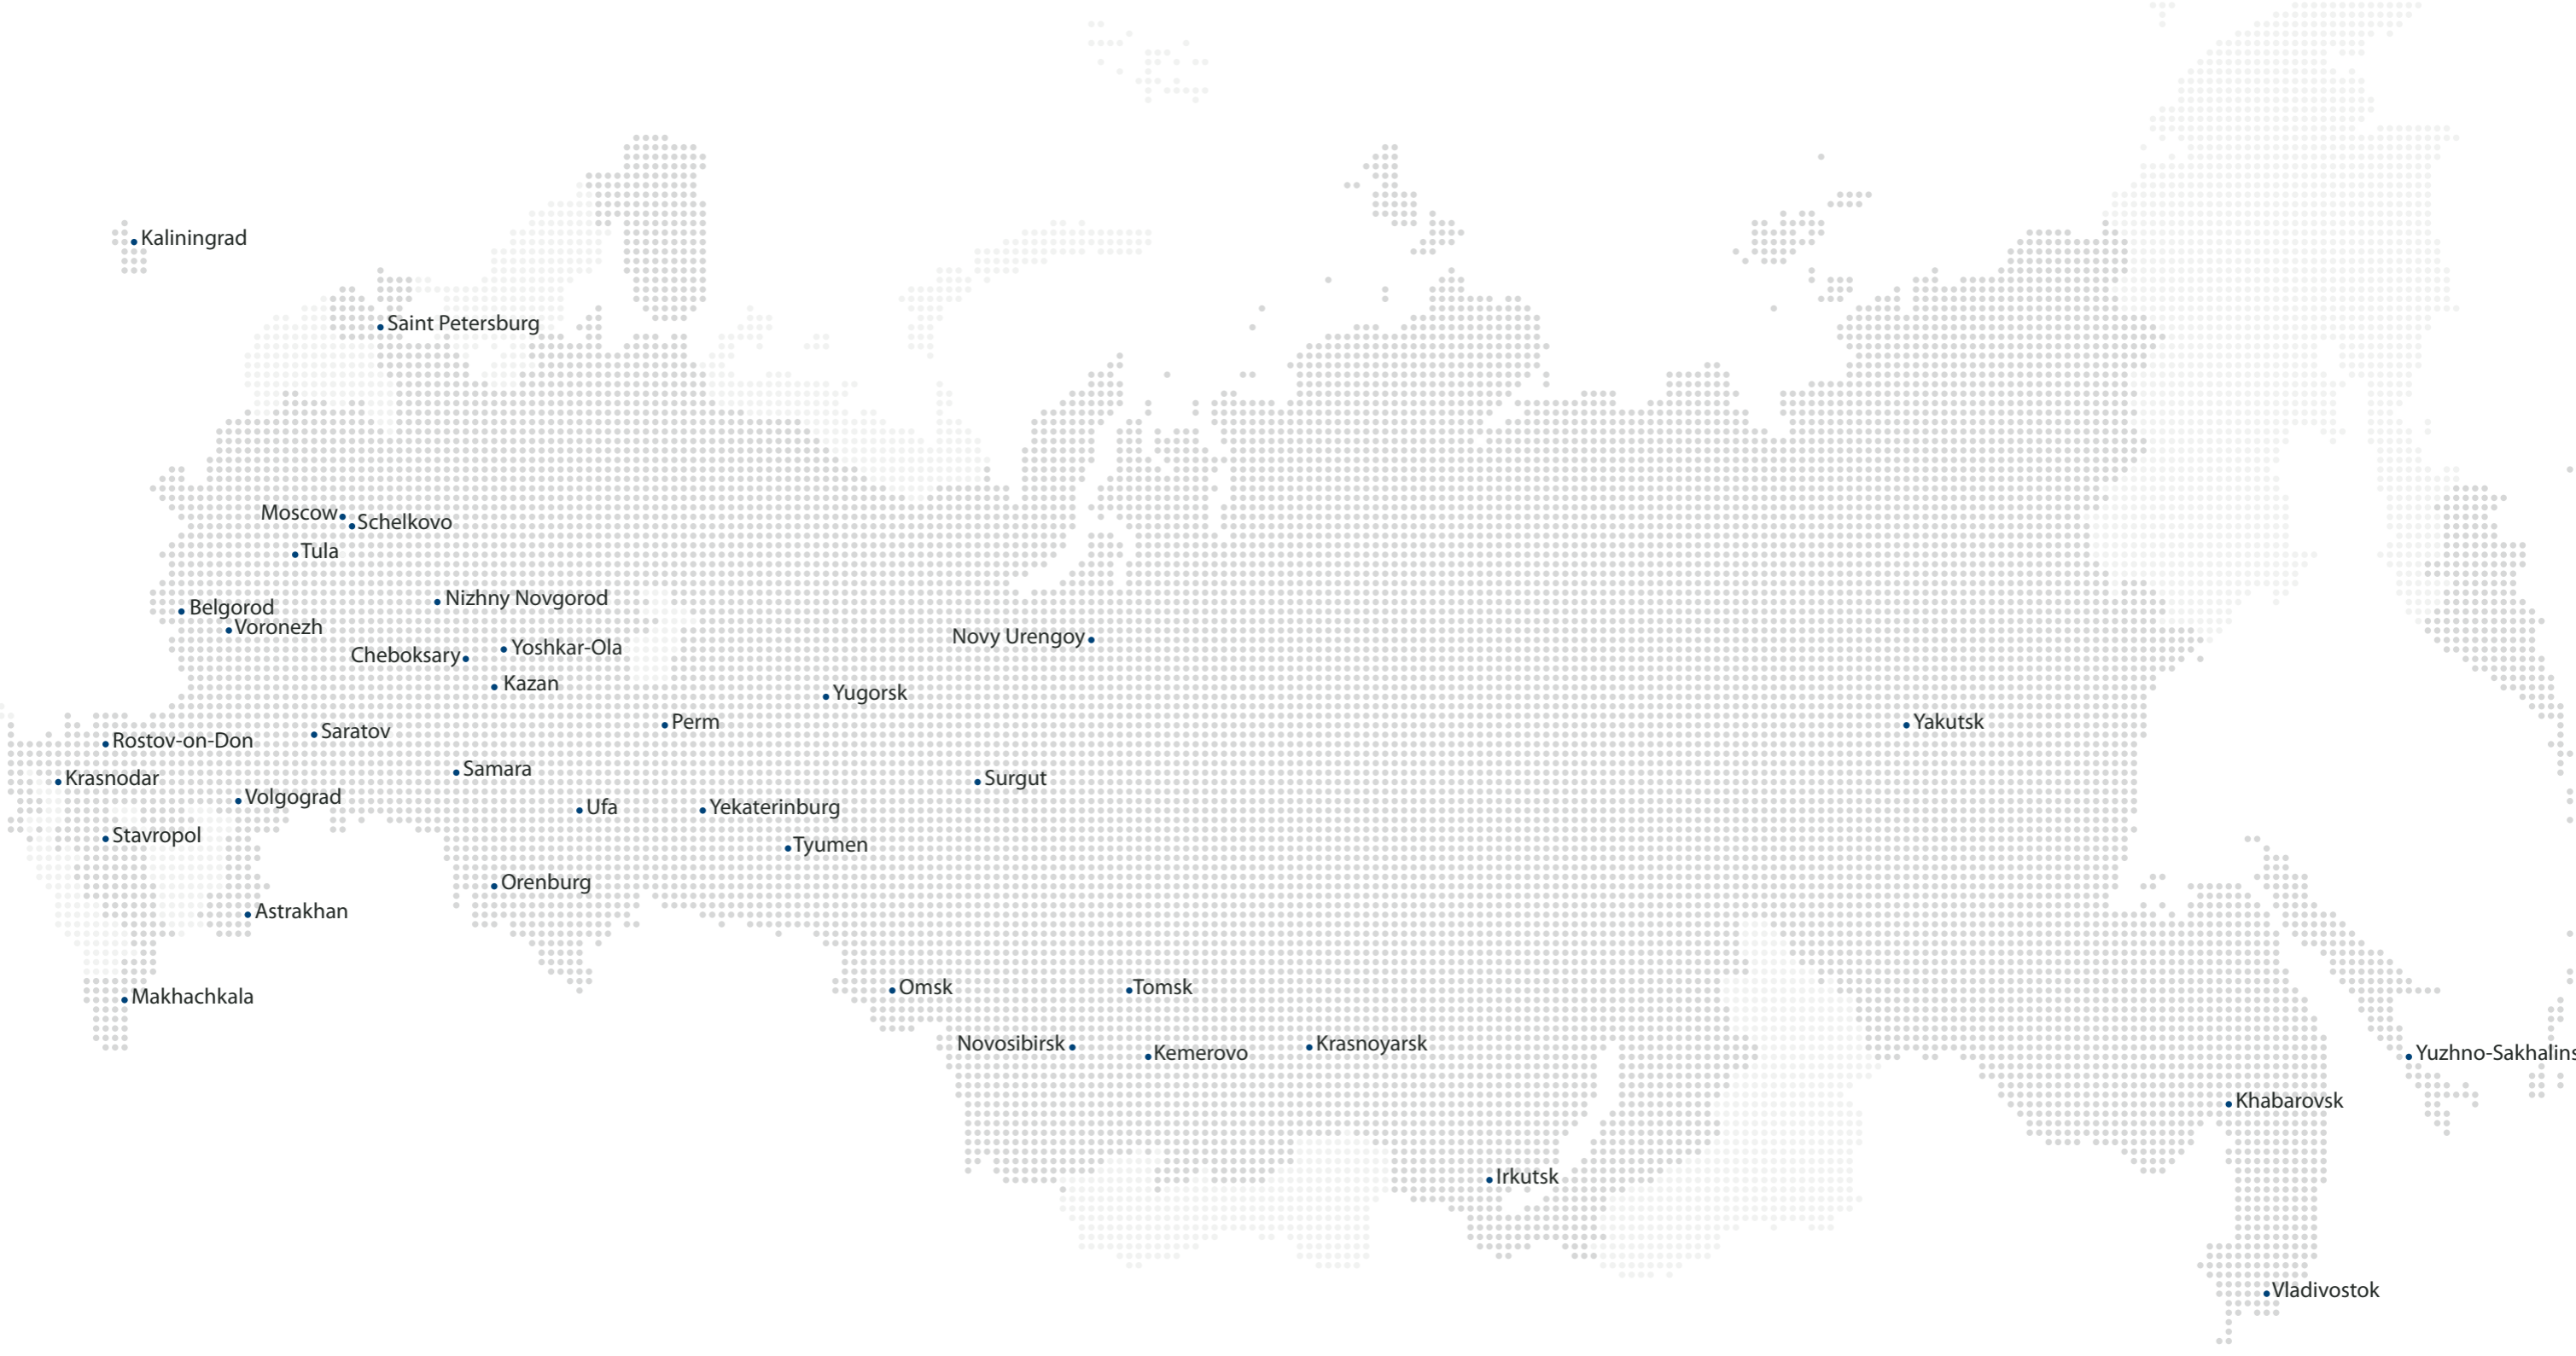 Kaliningrad
Saint Petersburg
Moscow
Schelkovo
Tula
Nizhny Novgorod
Belgorod
Voronezh
Novy Urengoy
Yoshkar-Ola
Cheboksary
Kazan
Yugorsk
Perm
Yakutsk
Saratov
Rostov-on-Don
Samara
Krasnodar
Surgut
Volgograd
Ufa
Yekaterinburg
Stavropol
Tyumen
Orenburg
Astrakhan
Omsk
Tomsk
Makhachkala
Novosibirsk
Krasnoyarsk
Kemerovo
Yuzhno-Sakhalins
Khabarovsk
Irkutsk
Vladivostok